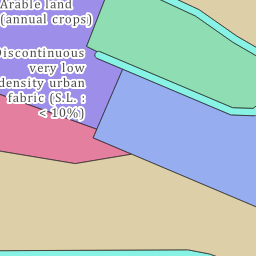 Arable land
(annual crops)
Discontinuous
very low
density urban
fabric (S.L. :
< 10%)